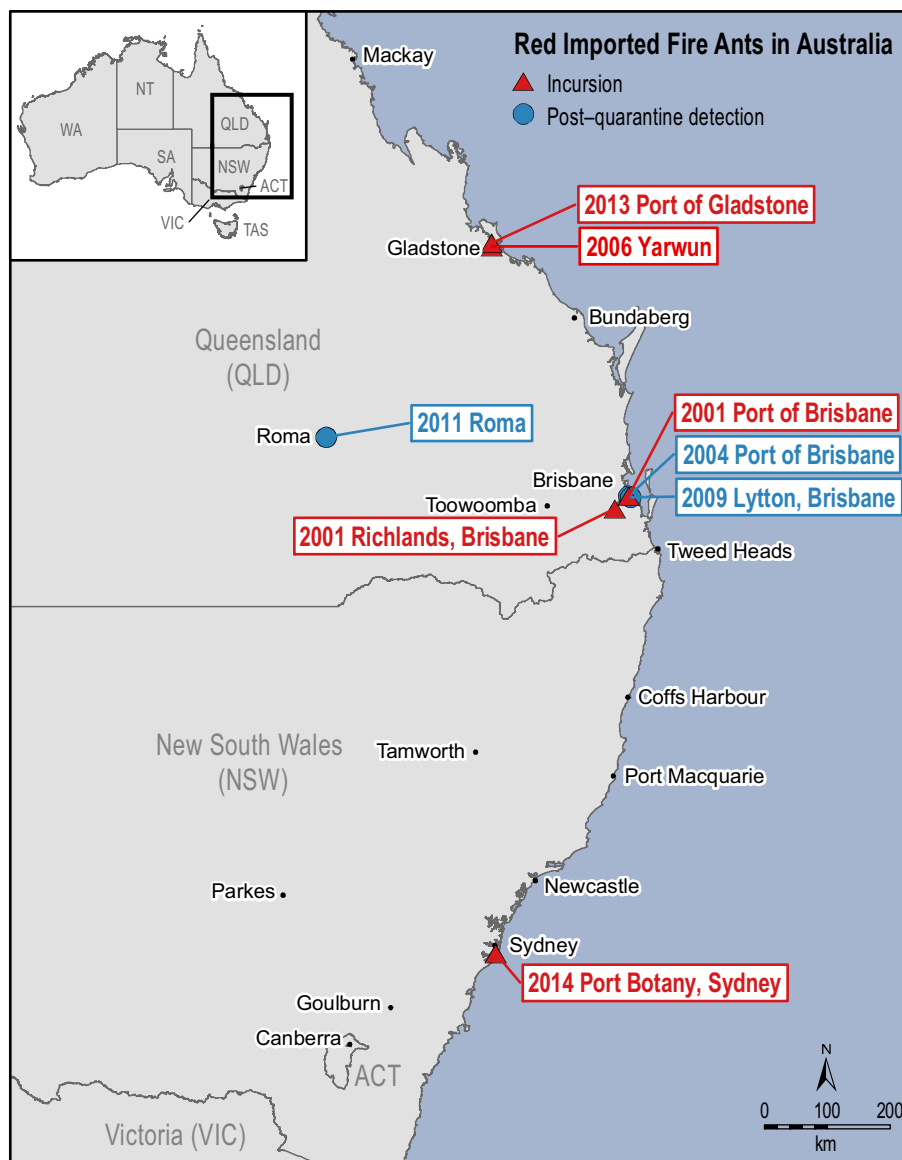 Red Imported Fire Ants in Australia
Incursion
Post–quarantine detection
NT
WA
QLD
SA
NSW
ACT
VIC
TAS
Mackay
2013 Port of Gladstone
Gladstone
2006 Yarwun
Bundaberg
Queensland
(QLD)
2001 Port of Brisbane
Roma
2011 Roma
2004 Port of Brisbane
Brisbane
2009 Lytton, Brisbane
Toowoomba
2001 Richlands, Brisbane
Tweed Heads
Coffs Harbour
New South Wales
(NSW)
Tamworth
Port Macquarie
Parkes
Newcastle
Sydney
2014 Port Botany, Sydney
Goulburn
Canberra
ACT
Victoria (VIC)
N
0 100 200
km